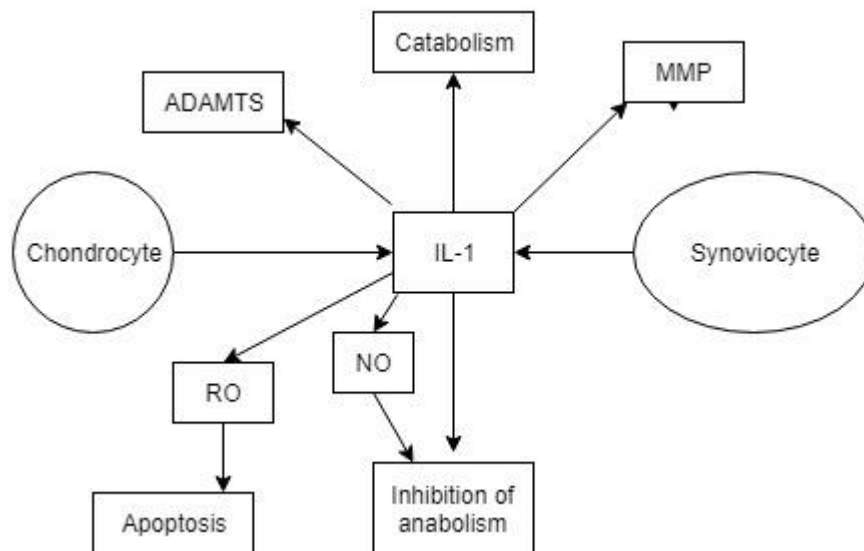 Catabolism
MMP
ADAMTS
Chondrocyte
IL-1
Synoviocyte
NO
RO
Inhibition of
anabolism
Apoptosis